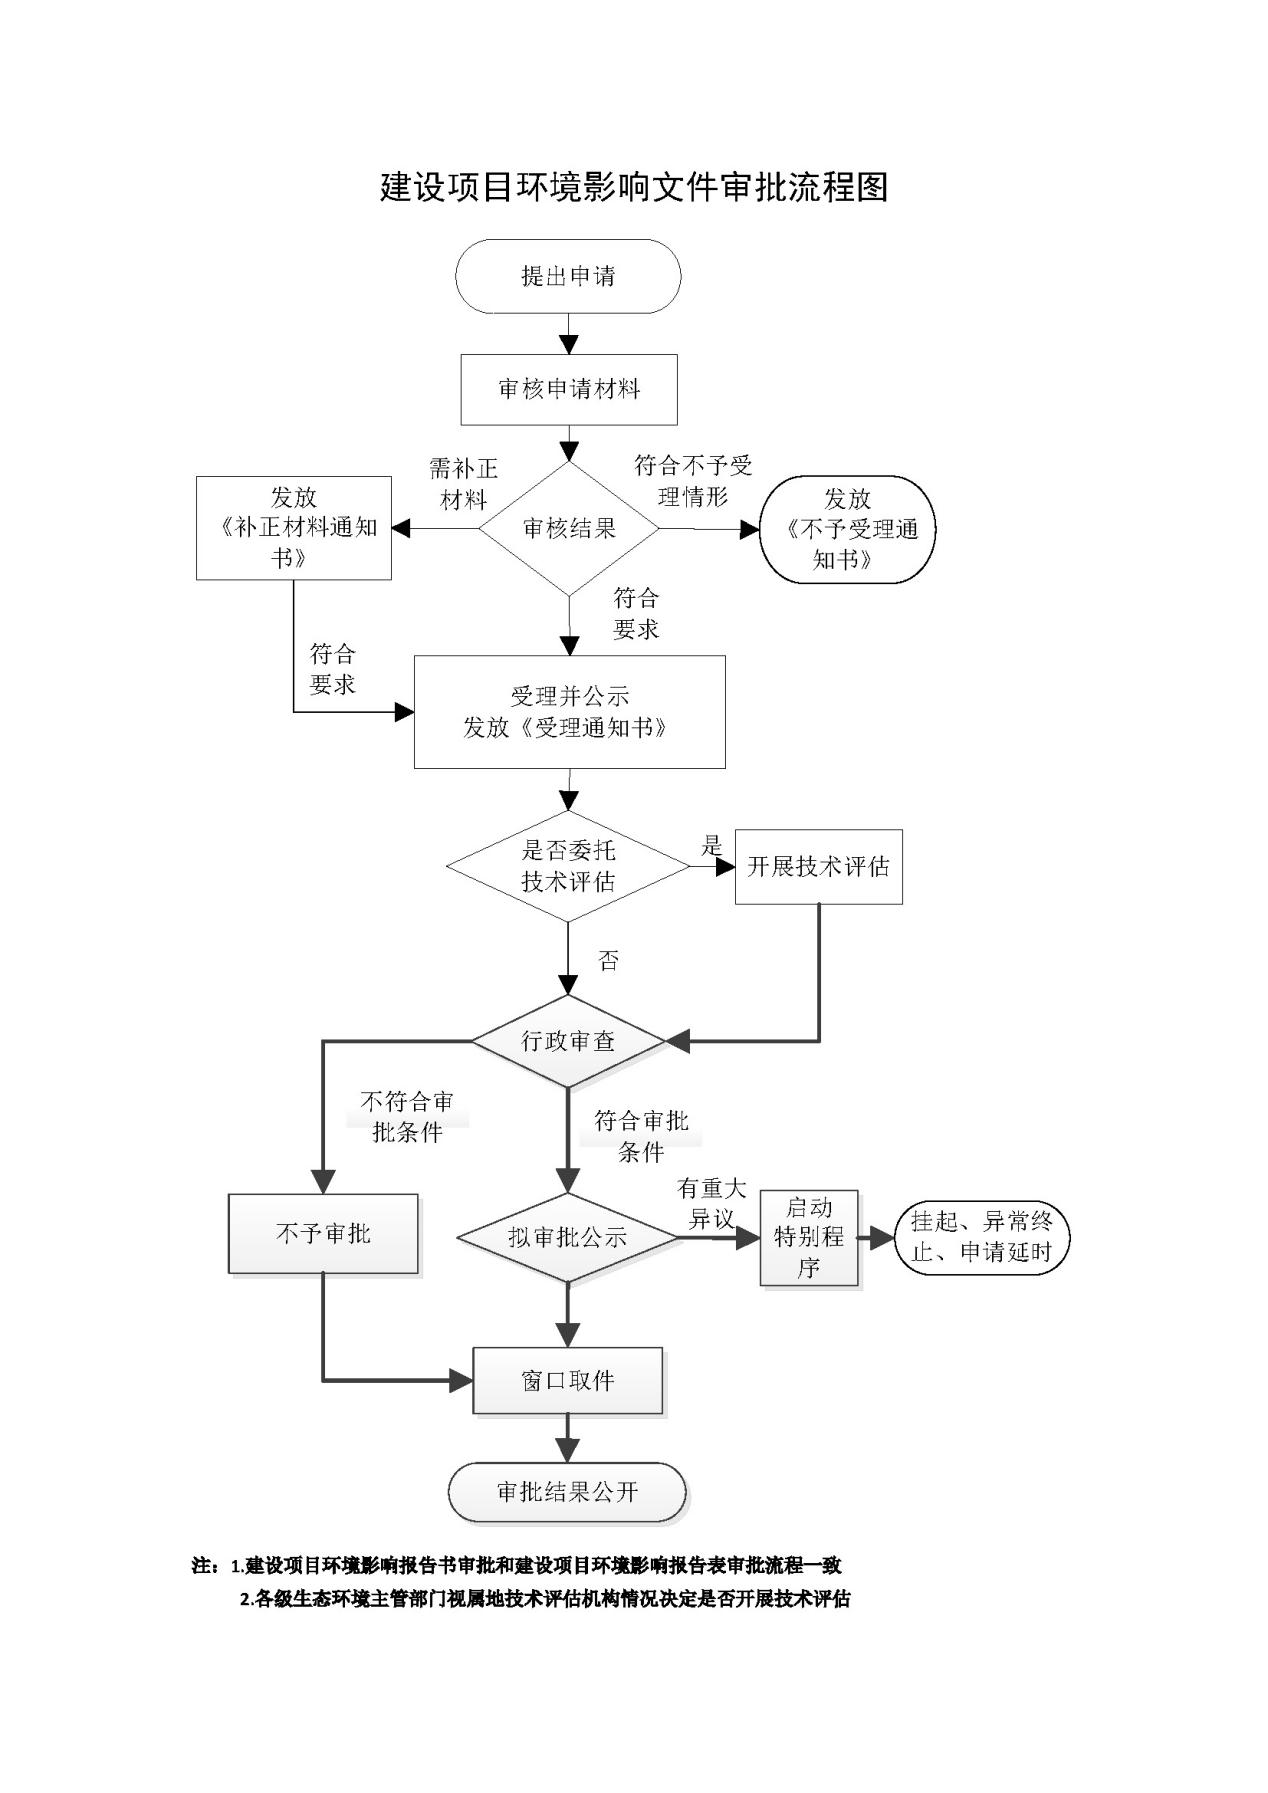 建设项目环境影响文件审批流程图
提出申请
审核申请材料
需补正
材料
符合不予受
理情形
发放
《补正材料通知
书》
审核结果
发放
《不予受理通
知书》
符合
要求
符合
要求
受理并公示
发放《受理通知书》
是否委托
技术评估
是
开展技术评估
否
行政审查
不符合审
批条件
符合审批
条件
不予审批
拟审批公示
有重大
异议
启动
特别程
序
挂起、异常终
止、申请延时
窗口取件
审批结果公开
注：1.建设项目环境影响报告书审批和建设项目环境影响报告表审批流程一致
2.各级生态环境主管部门视属地技术评估机构情况决定是否开展技术评估